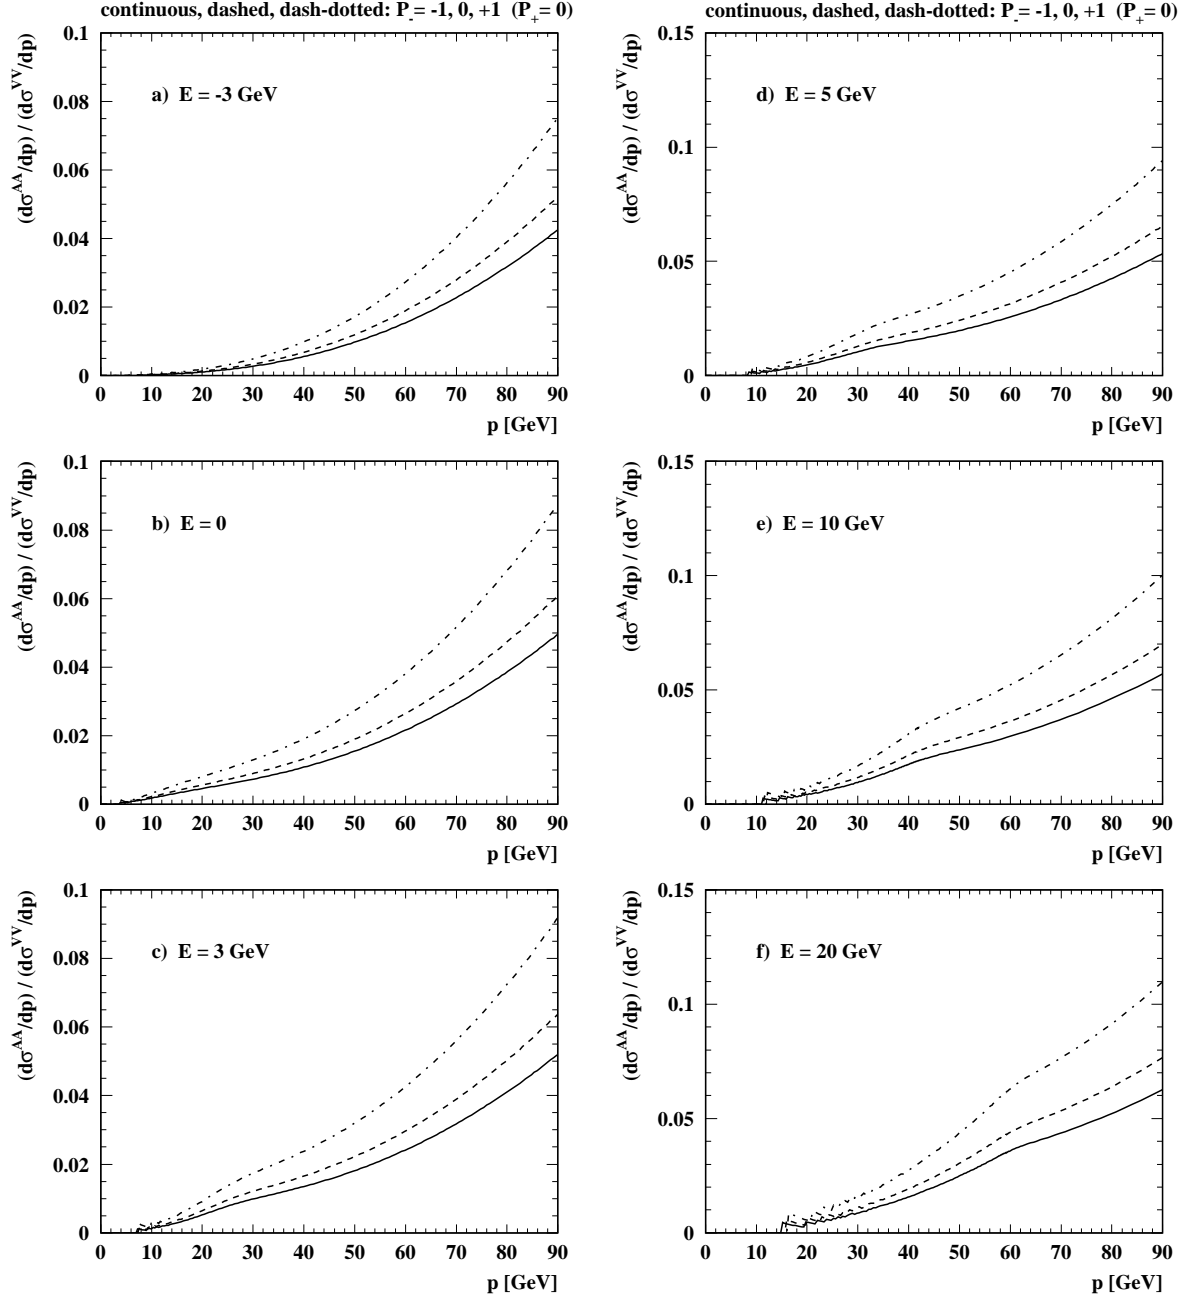 continuous, dashed, dash-dotted: P_-= -1, 0, +1 (P_+= 0)
(dσ^AA/dp) / (dσ^VV/dp)
0.1
0.08
0.06
0.04
0.02
0
a) E = -3 GeV
0 10 20 30 40 50 60 70 80 90
p [GeV]
(dσ^AA/dp) / (dσ^VV/dp)
0.1
0.08
0.06
0.04
0.02
0
b) E = 0
0 10 20 30 40 50 60 70 80 90
p [GeV]
(dσ^AA/dp) / (dσ^VV/dp)
0.1
0.08
0.06
0.04
0.02
0
c) E = 3 GeV
0 10 20 30 40 50 60 70 80 90
p [GeV]
continuous, dashed, dash-dotted: P_-= -1, 0, +1 (P_+= 0)
(dσ^AA/dp) / (dσ^VV/dp)
0.15
0.1
0.05
0
d) E = 5 GeV
0 10 20 30 40 50 60 70 80 90
p [GeV]
(dσ^AA/dp) / (dσ^VV/dp)
0.15
0.1
0.05
0
e) E = 10 GeV
0 10 20 30 40 50 60 70 80 90
p [GeV]
(dσ^AA/dp) / (dσ^VV/dp)
0.15
0.1
0.05
0
f) E = 20 GeV
0 10 20 30 40 50 60 70 80 90
p [GeV]